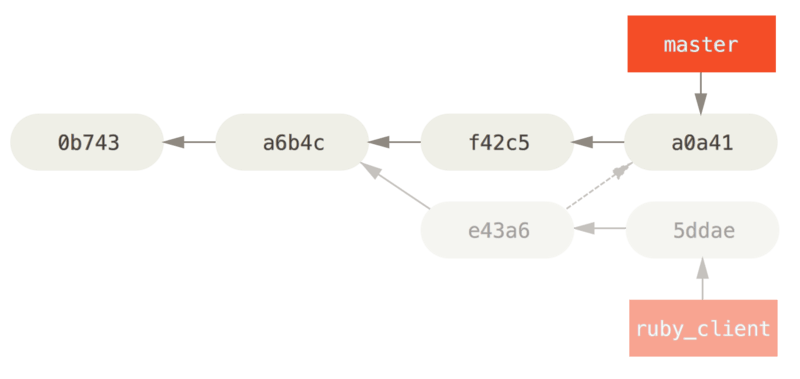 master
0b743
a6b4c
f42c5
a0a41
e43a6
5ddae
ruby_client